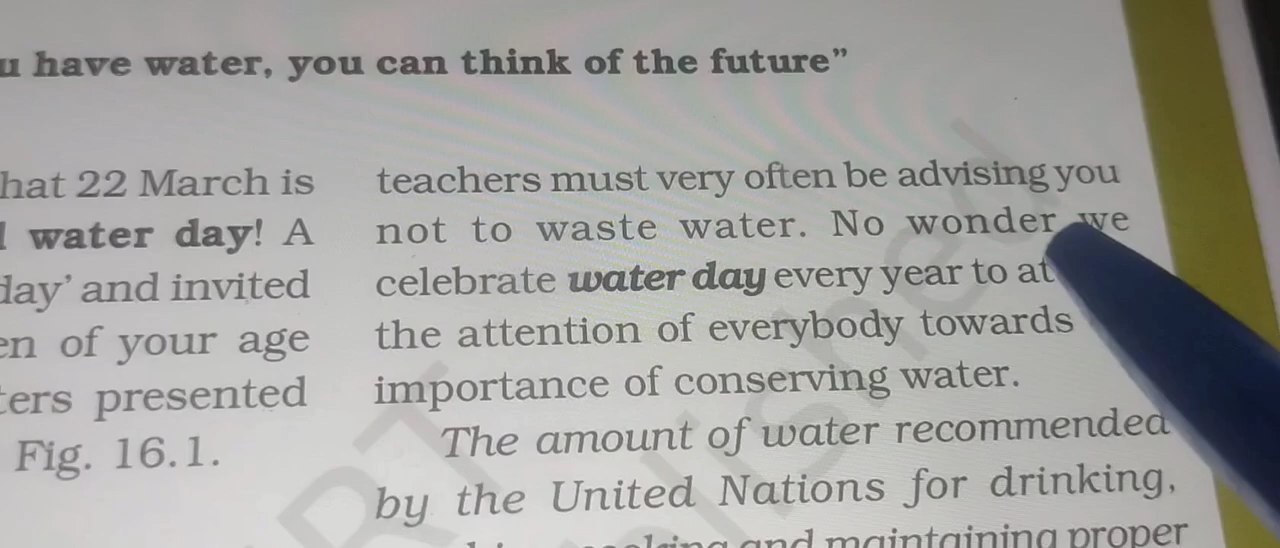 u have water, you can think of the future”
hat 22 March is
l water day! A
day’ and invited
en of your age
ters presented
Fig. 16.1.
teachers must very often be advising you
not to waste water. No wonder we
celebrate water day every year to at
the attention of everybody towards
importance of conserving water.
The amount of water recommended
by the United Nations for drinking,
and maintaining proper